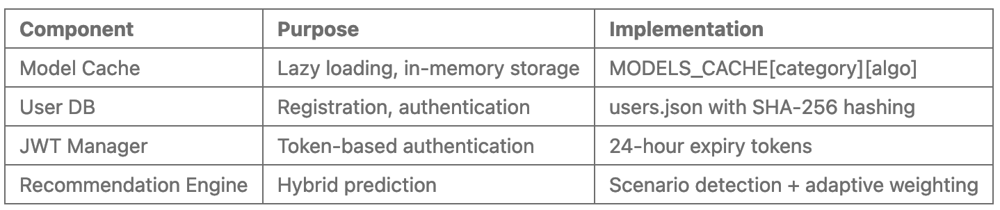 Component Purpose Implementation
Model Cache Lazy loading, in-memory storage MODELS_CACHE[category][algo]
User DB Registration, authentication users.json with SHA-256 hashing
JWT Manager Token-based authentication 24-hour expiry tokens
Recommendation Engine Hybrid prediction Scenario detection + adaptive weighting